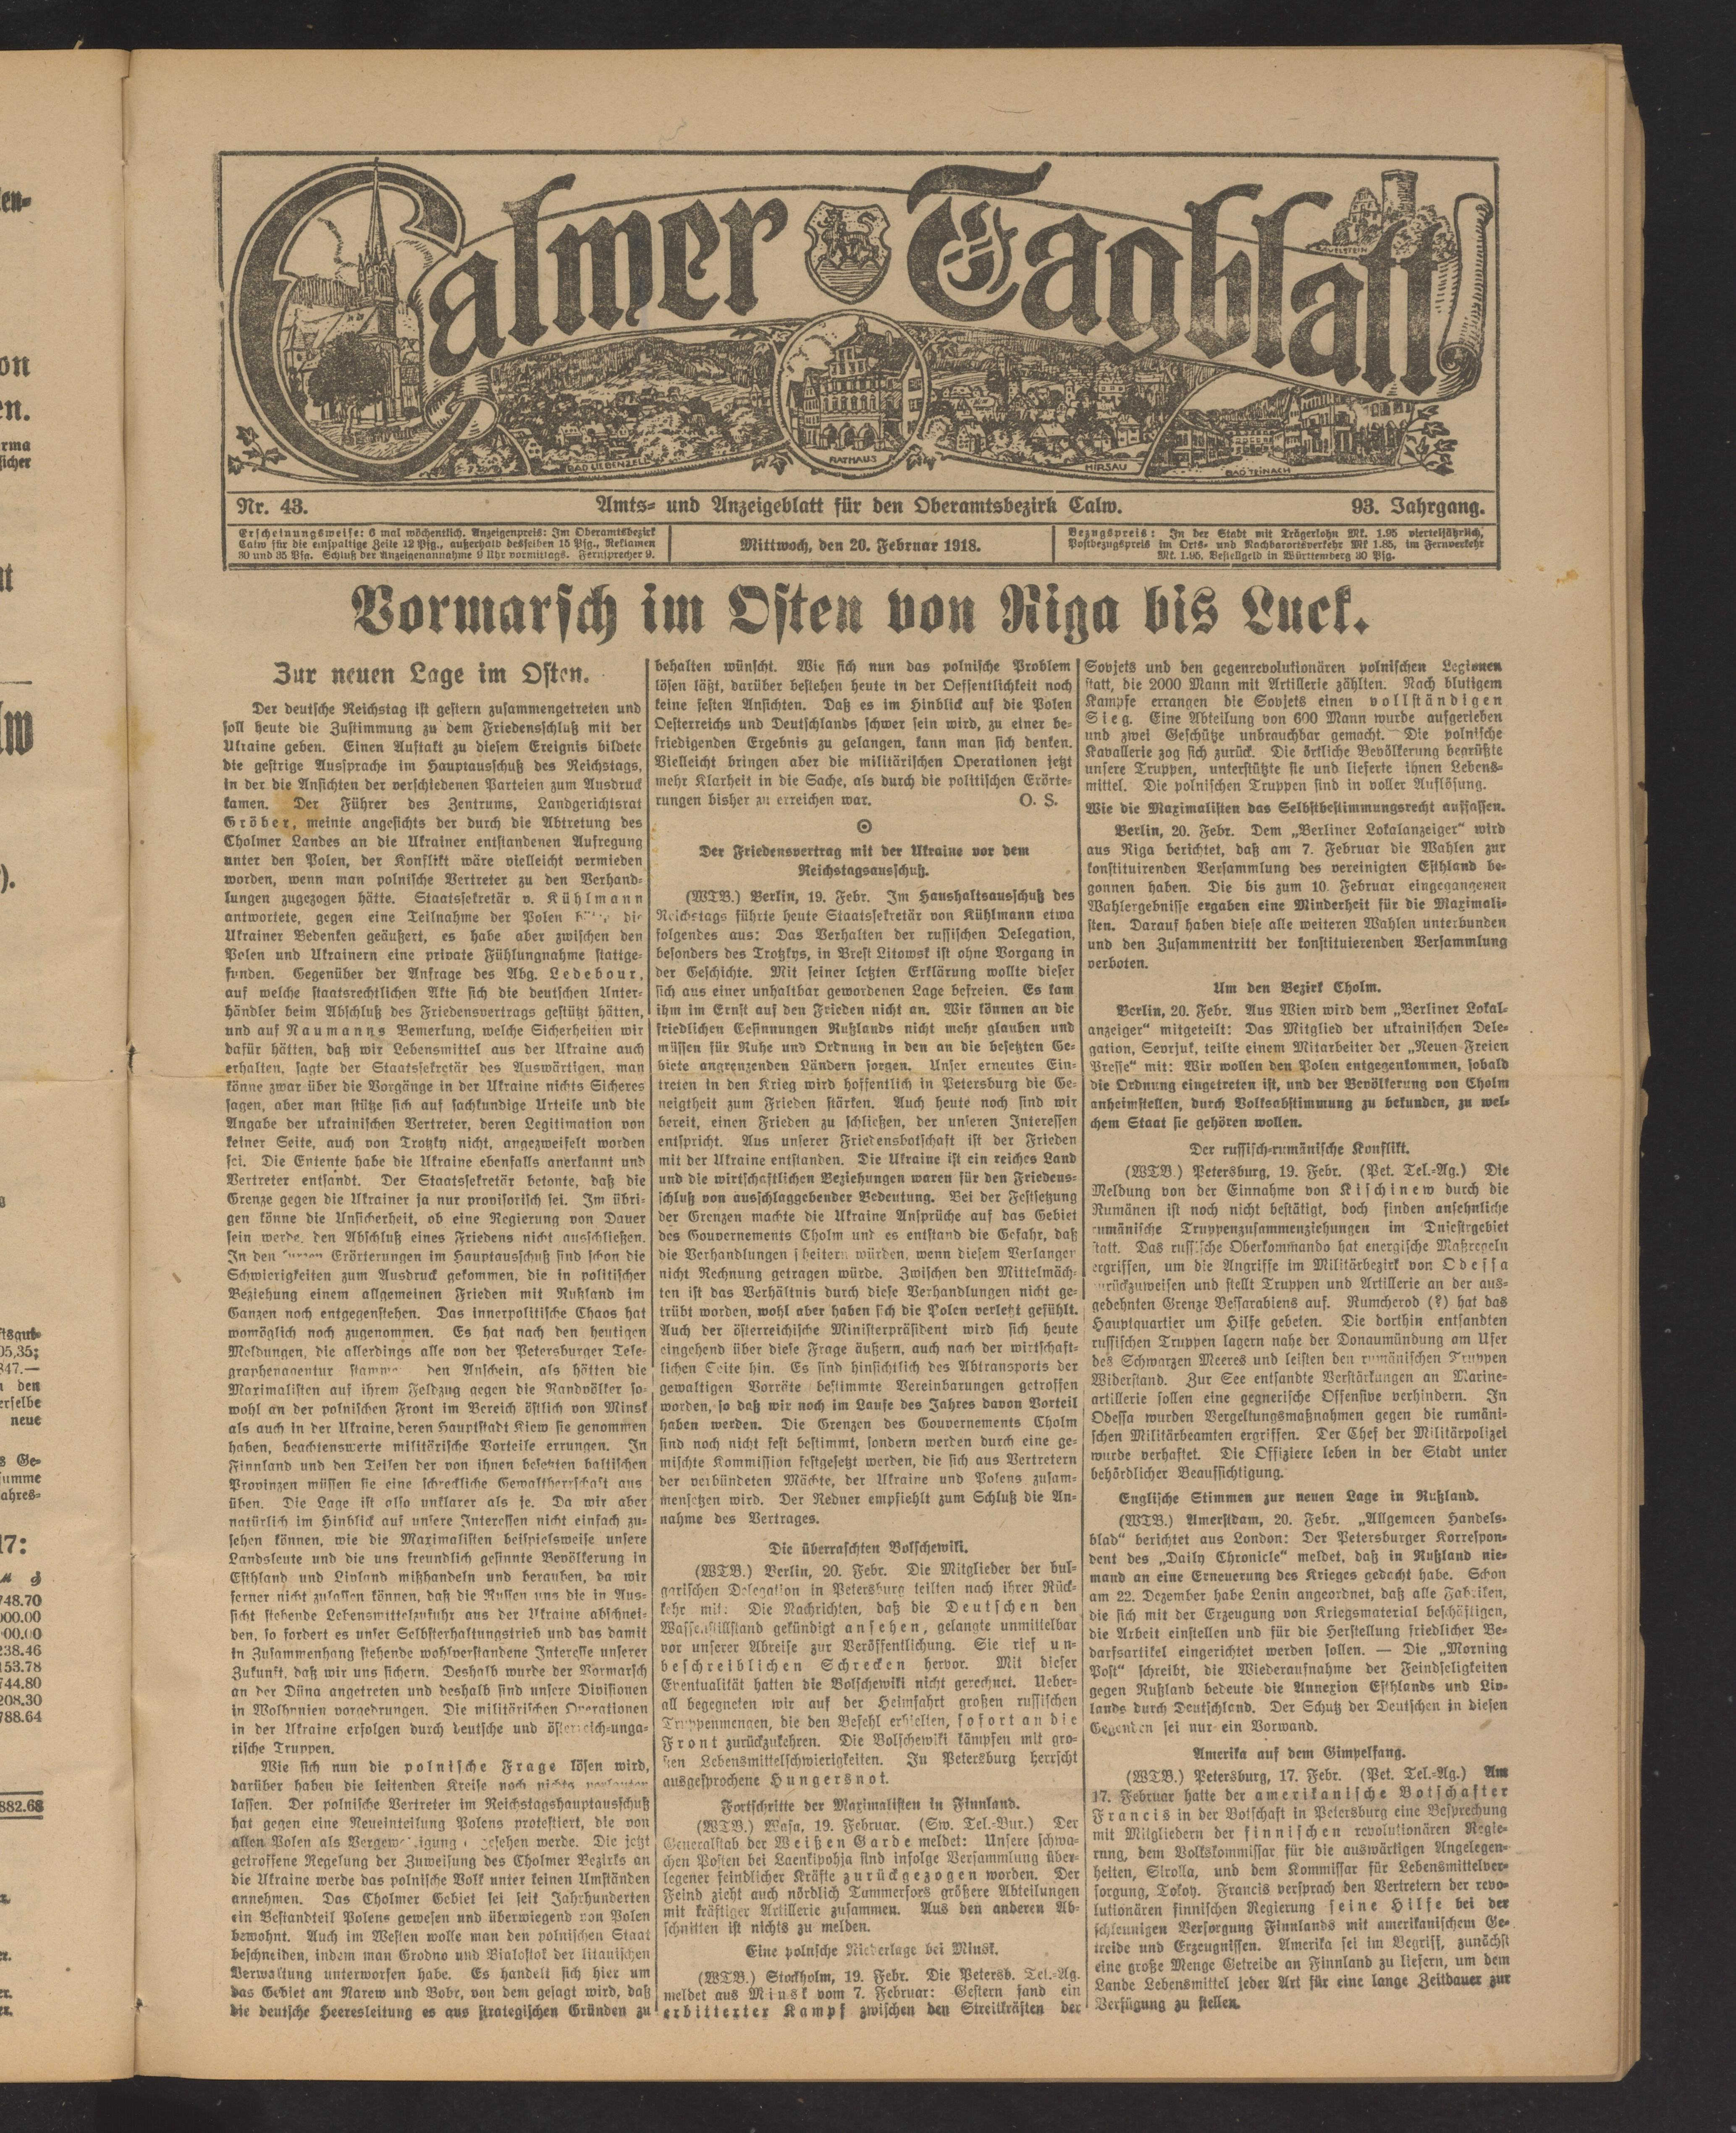 Calmer Tagblatt
ZAVELSTEIN
BAD LIEBENZELL
RATHAUS
HIRSAU
BAD TEINACH
Nr. 43.
Amts- und Anzeigeblatt für den Oberamtsbezirk Calw.
93. Jahrgang.
Erscheinungsweise: 6 mal wöchentlich. Anzeigenpreis: Im Oberamtsbezirk
Calw für die einspaltige Zeile 12 Pfg., außerhalb desselben 15 Pfg., Reklamen
30 und 35 Pfg. Schluß der Anzeigenannahme 9 Uhr vormittags. Fernsprecher 9.
Mittwoch, den 20. Februar 1918.
Bezugspreis: In der Stadt mit Trägerlohn Mk. 1.95 vierteljährlich,
Postbezugspreis im Orts- und Nachbarortsverkehr Mk 1.85, im Fernverkehr
Mk. 1.95, Bestellgeld in Württemberg 30 Pfg.
Vormarsch im Osten von Riga bis Luck.
Zur neuen Lage im Osten.
Der deutsche Reichstag ist gestern zusammengetreten und
soll heute die Zustimmung zu dem Friedensschluß mit der
Ukraine geben. Einen Auftakt zu diesem Ereignis bildete
die gestrige Aussprache im Hauptausschuß des Reichstags,
in der die Ansichten der verschiedenen Parteien zum Ausdruck
kamen. Der Führer des Zentrums, Landgerichtsrat
Gröber, meinte angesichts der durch die Abtretung des
Cholmer Landes an die Ukrainer entstandenen Aufregung
unter den Polen, der Konflikt wäre vielleicht vermieden
worden, wenn man polnische Vertreter zu den Verhand-
lungen zugezogen hätte. Staatssekretär v. Kühlmann
antwortete, gegen eine Teilnahme der Polen die
Ukrainer Bedenken geäußert, es habe aber zwischen den
Polen und Ukrainern eine private Fühlungnahme stattge-
funden. Gegenüber der Anfrage des Abg. Ledebour,
auf welche staatsrechtlichen Akte sich die deutschen Unter-
händler beim Abschluß des Friedensvertrags gestützt hätten,
und auf Naumanns Bemerkung, welche Sicherheiten wir
dafür hätten, daß wir Lebensmittel aus der Ukraine auch
erhalten, sagte der Staatssekretär des Auswärtigen, man
könne zwar über die Vorgänge in der Ukraine nichts Sicheres
sagen, aber man stütze sich auf sachkundige Urteile und die
Angabe der ukrainischen Vertreter, deren Legitimation von
keiner Seite, auch von Trotzky nicht, angezweifelt worden
sei. Die Entente habe die Ukraine ebenfalls anerkannt und
Vertreter entsandt. Der Staatssekretär betonte, daß die
Grenze gegen die Ukrainer ja nur provisorisch sei. Im übri-
gen könne die Unsicherheit, ob eine Regierung von Dauer
sein werde, den Abschluß eines Friedens nicht ausschließen.
In den Erörterungen im Hauptausschuß sind schon die
Schwierigkeiten zum Ausdruck gekommen, die in politischer
Beziehung einem allgemeinen Frieden mit Rußland im
Ganzen noch entgegenstehen. Das innerpolitische Chaos hat
womöglich noch zugenommen. Es hat nach den heutigen
Meldungen, die allerdings alle von der Petersburger Tele-
graphenagentur stammen den Anschein, als hätten die
Maximalisten auf ihrem Feldzug gegen die Randvölker so-
wohl an der polnischen Front im Bereich östlich von Minsk
als auch in der Ukraine, deren Hauptstadt Kiew sie genommen
haben, beachtenswerte militärische Vorteile errungen. In
Finnland und den Teilen der von ihnen besetzten baltischen
Provinzen müssen sie eine schreckliche Gewaltherrschaft aus
üben. Die Lage ist also unklarer als je. Da wir aber
natürlich im Hinblick auf unsere Interessen nicht einfach zu-
sehen können, wie die Maximalisten beispielsweise unsere
Landsleute und die uns freundlich gesinnte Bevölkerung in
Esthland und Livland mißhandeln und berauben, da wir
ferner nicht zulassen können, daß die Russen uns die in Aus-
sicht stehende Lebensmittelzufuhr aus der Ukraine abschnei-
den, so fordert es unser Selbsterhaltungstrieb und das damit
in Zusammenhang stehende wohlverstandene Interesse unserer
Zukunft, daß wir uns sichern. Deshalb wurde der Vormarsch
an der Düna angetreten und deshalb sind unsere Divisionen
in Wolhynien vorgedrungen. Die militärischen Operationen
in der Ukraine erfolgen durch deutsche und österreich-unga-
rische Truppen.
Wie sich nun die polnische Frage lösen wird,
darüber haben die leitenden Kreise noch nichts verlauten
lassen. Der polnische Vertreter im Reichstagshauptausschuß
hat gegen eine Neueinteilung Polens protestiert, die von
allen Polen als Vergewaltigung angesehen werde. Die jetzt
getroffene Regelung der Zuweisung des Cholmer Bezirks an
die Ukraine werde das polnische Volk unter keinen Umständen
annehmen. Das Cholmer Gebiet sei seit Jahrhunderten
ein Bestandteil Polens gewesen und überwiegend von Polen
bewohnt. Auch im Westen wolle man den polnischen Staat
beschneiden, indem man Grodno und Bialostok der litauischen
Verwaltung unterworfen habe. Es handelt sich hier um
das Gebiet am Narew und Bobr, von dem gesagt wird, daß
die deutsche Heeresleitung es aus strategischen Gründen zu
behalten wünscht. Wie sich nun das polnische Problem
lösen läßt, darüber bestehen heute in der Oeffentlichkeit noch
keine festen Ansichten. Daß es im Hinblick auf die Polen
Oesterreichs und Deutschlands schwer sein wird, zu einer be-
friedigenden Ergebnis zu gelangen, kann man sich denken.
Vielleicht bringen aber die militärischen Operationen jetzt
mehr Klarheit in die Sache, als durch die politischen Erörte-
rungen bisher zu erreichen war. O. S.
Der Friedensvertrag mit der Ukraine vor dem
Reichstagsausschuß.
(WTB.) Berlin, 19. Febr. Im Haushaltsausschuß des
Reichstags führte heute Staatssekretär von Kühlmann etwa
folgendes aus: Das Verhalten der russischen Delegation,
besonders des Trotzkys, in Brest Litowsk ist ohne Vorgang in
der Geschichte. Mit seiner letzten Erklärung wollte dieser
sich aus einer unhaltbar gewordenen Lage befreien. Es kam
ihm im Ernst auf den Frieden nicht an. Wir können an die
friedlichen Gesinnungen Rußlands nicht mehr glauben und
müssen für Ruhe und Ordnung in den an die besetzten Ge-
biete angrenzenden Ländern sorgen. Unser erneutes Ein-
treten in den Krieg wird hoffentlich in Petersburg die Ge-
neigtheit zum Frieden stärken. Auch heute noch sind wir
bereit, einen Frieden zu schließen, der unseren Interessen
entspricht. Aus unserer Friedensbotschaft ist der Frieden
mit der Ukraine entstanden. Die Ukraine ist ein reiches Land
und die wirtschaftlichen Beziehungen waren für den Friedens-
schluß von ausschlaggebender Bedeutung. Bei der Festsetzung
der Grenzen machte die Ukraine Ansprüche auf das Gebiet
des Gouvernements Cholm und es entstand die Gefahr, daß
die Verhandlungen scheitern würden, wenn diesem Verlangen
nicht Rechnung getragen würde. Zwischen den Mittelmäch-
ten ist das Verhältnis durch diese Verhandlungen nicht ge-
trübt worden, wohl aber haben sich die Polen verletzt gefühlt.
Auch der österreichische Ministerpräsident wird sich heute
eingehend über diese Frage äußern, auch nach der wirtschaft-
lichen Seite hin. Es sind hinsichtlich des Abtransports der
gewaltigen Vorräte bestimmte Vereinbarungen getroffen
worden, so daß wir noch im Laufe des Jahres davon Vorteil
haben werden. Die Grenzen des Gouvernements Cholm
sind noch nicht fest bestimmt, sondern werden durch eine ge-
mischte Kommission festgesetzt werden, die sich aus Vertretern
der verbündeten Mächte, der Ukraine und Polens zusam-
mensetzen wird. Der Redner empfiehlt zum Schluß die An-
nahme des Vertrages.
Die überraschten Bolschewiki.
(WTB.) Berlin, 20. Febr. Die Mitglieder der bul-
garischen Delegation in Petersburg teilten nach ihrer Rück-
kehr mit: Die Nachrichten, daß die Deutschen den
Waffenstillstand gekündigt ansehen, gelangte unmittelbar
vor unserer Abreise zur Veröffentlichung. Sie rief un-
beschreiblichen Schrecken hervor. Mit dieser
Eventualität hatten die Bolschewiki nicht gerechnet. Ueber-
all begegneten wir auf der Heimfahrt großen russischen
Truppenmengen, die den Befehl erhielten, sofort an die
Front zurückzukehren. Die Bolschewiki kämpfen mit gro-
ßen Lebensmittelschwierigkeiten. In Petersburg herrscht
ausgesprochene Hungersnot.
Fortschritte der Maximalisten in Finnland.
(WTB.) Wasa, 19. Februar. (Sw. Tel.-Bur.) Der
Generalstab der Weißen Garde meldet: Unsere schwa-
chen Posten bei Laenkipohja sind infolge Versammlung über-
legener feindlicher Kräfte zurückgezogen worden. Der
Feind zieht auch nördlich Tammerfors größere Abteilungen
mit kräftiger Artillerie zusammen. Aus den anderen Ab-
schnitten ist nichts zu melden.
Eine polnische Niederlage bei Minsk.
(WTB.) Stockholm, 19. Febr. Die Petersb. Tel.-Ag.
meldet aus Minsk vom 7. Februar: Gestern fand ein
erbitterter Kampf zwischen den Streitkräften der
Sovjets und den gegenrevolutionären polnischen Legionen
statt, die 2000 Mann mit Artillerie zählten. Nach blutigem
Kampfe errangen die Sovjets einen vollständigen
Sieg. Eine Abteilung von 600 Mann wurde aufgerieben
und zwei Geschütze unbrauchbar gemacht. Die polnische
Kavallerie zog sich zurück. Die örtliche Bevölkerung begrüßte
unsere Truppen, unterstützte sie und lieferte ihnen Lebens-
mittel. Die polnischen Truppen sind in voller Auflösung.
Wie die Maximalisten das Selbstbestimmungsrecht auffassen.
Berlin, 20. Febr. Dem „Berliner Lokalanzeiger“ wird
aus Riga berichtet, daß am 7. Februar die Wahlen zur
konstituirenden Versammlung des vereinigten Esthland be-
gonnen haben. Die bis zum 10. Februar eingegangenen
Wahlergebnisse ergaben eine Minderheit für die Maximali-
sten. Darauf haben diese alle weiteren Wahlen unterbunden
und den Zusammentritt der konstituierenden Versammlung
verboten.
Um den Bezirk Cholm.
Berlin, 20. Febr. Aus Wien wird dem „Berliner Lokal-
anzeiger“ mitgeteilt: Das Mitglied der ukrainischen Dele-
gation, Sevrjuk, teilte einem Mitarbeiter der „Neuen Freien
Presse“ mit: Wir wollen den Polen entgegenkommen, sobald
die Ordnung eingetreten ist, und der Bevölkerung von Cholm
anheimstellen, durch Volksabstimmung zu bekunden, zu wel-
chem Staat sie gehören wollen.
Der russisch-rumänische Konflikt.
(WTB.) Petersburg, 19. Febr. (Pet. Tel.-Ag.) Die
Meldung von der Einnahme von Kischinew durch die
Rumänen ist noch nicht bestätigt, doch finden ansehnliche
rumänische Truppenzusammenziehungen im Dniestrgebiet
statt. Das russische Oberkommando hat energische Maßregeln
ergriffen, um die Angriffe im Militärbezirk von Odessa
zurückzuweisen und stellt Truppen und Artillerie an der aus-
gedehnten Grenze Bessarabiens auf. Rumcherod (?) hat das
Hauptquartier um Hilfe gebeten. Die dorthin entsandten
russischen Truppen lagern nahe der Donaumündung am Ufer
des Schwarzen Meeres und leisten den rumänischen Truppen
Widerstand. Zur See entsandte Verstärkungen an Marine-
artillerie sollen eine gegnerische Offensive verhindern. In
Odessa wurden Vergeltungsmaßnahmen gegen die rumäni-
schen Militärbeamten ergriffen. Der Chef der Militärpolizei
wurde verhaftet. Die Offiziere leben in der Stadt unter
behördlicher Beaufsichtigung.
Englische Stimmen zur neuen Lage in Rußland.
(WTB.) Amerstdam, 20. Febr. „Allgemeen Handels-
blad“ berichtet aus London: Der Petersburger Korrespon-
dent des „Daily Chronicle“ meldet, daß in Rußland nie-
mand an eine Erneuerung des Krieges gedacht habe. Schon
am 22. Dezember habe Lenin angeordnet, daß alle Fabriken,
die sich mit der Erzeugung von Kriegsmaterial beschäftigen,
die Arbeit einstellen und für die Herstellung friedlicher Be-
darfsartikel eingerichtet werden sollen. — Die „Morning
Post“ schreibt, die Wiederaufnahme der Feindseligkeiten
gegen Rußland bedeute die Annexion Esthlands und Liv-
lands durch Deutschland. Der Schutz der Deutschen in diesen
Gegenden sei nur ein Vorwand.
Amerika auf dem Gimpelfang.
(WTB.) Petersburg, 17. Febr. (Pet. Tel.-Ag.) Am
17. Februar hatte der amerikanische Botschafter
Francis in der Botschaft in Petersburg eine Besprechung
mit Mitgliedern der finnischen revolutionären Regie-
rung, dem Volkskommissar für die auswärtigen Angelegen-
heiten, Sirolla, und dem Kommissar für Lebensmittelver-
sorgung, Tokoy. Francis versprach den Vertretern der revo-
lutionären finnischen Regierung seine Hilfe bei der
schleunigen Versorgung Finnlands mit amerikanischem Ge-
treide und Erzeugnissen. Amerika sei im Begriff, zunächst
eine große Menge Getreide an Finnland zu liefern, um dem
Lande Lebensmittel jeder Art für eine lange Zeitdauer zur
Verfügung zu stellen.